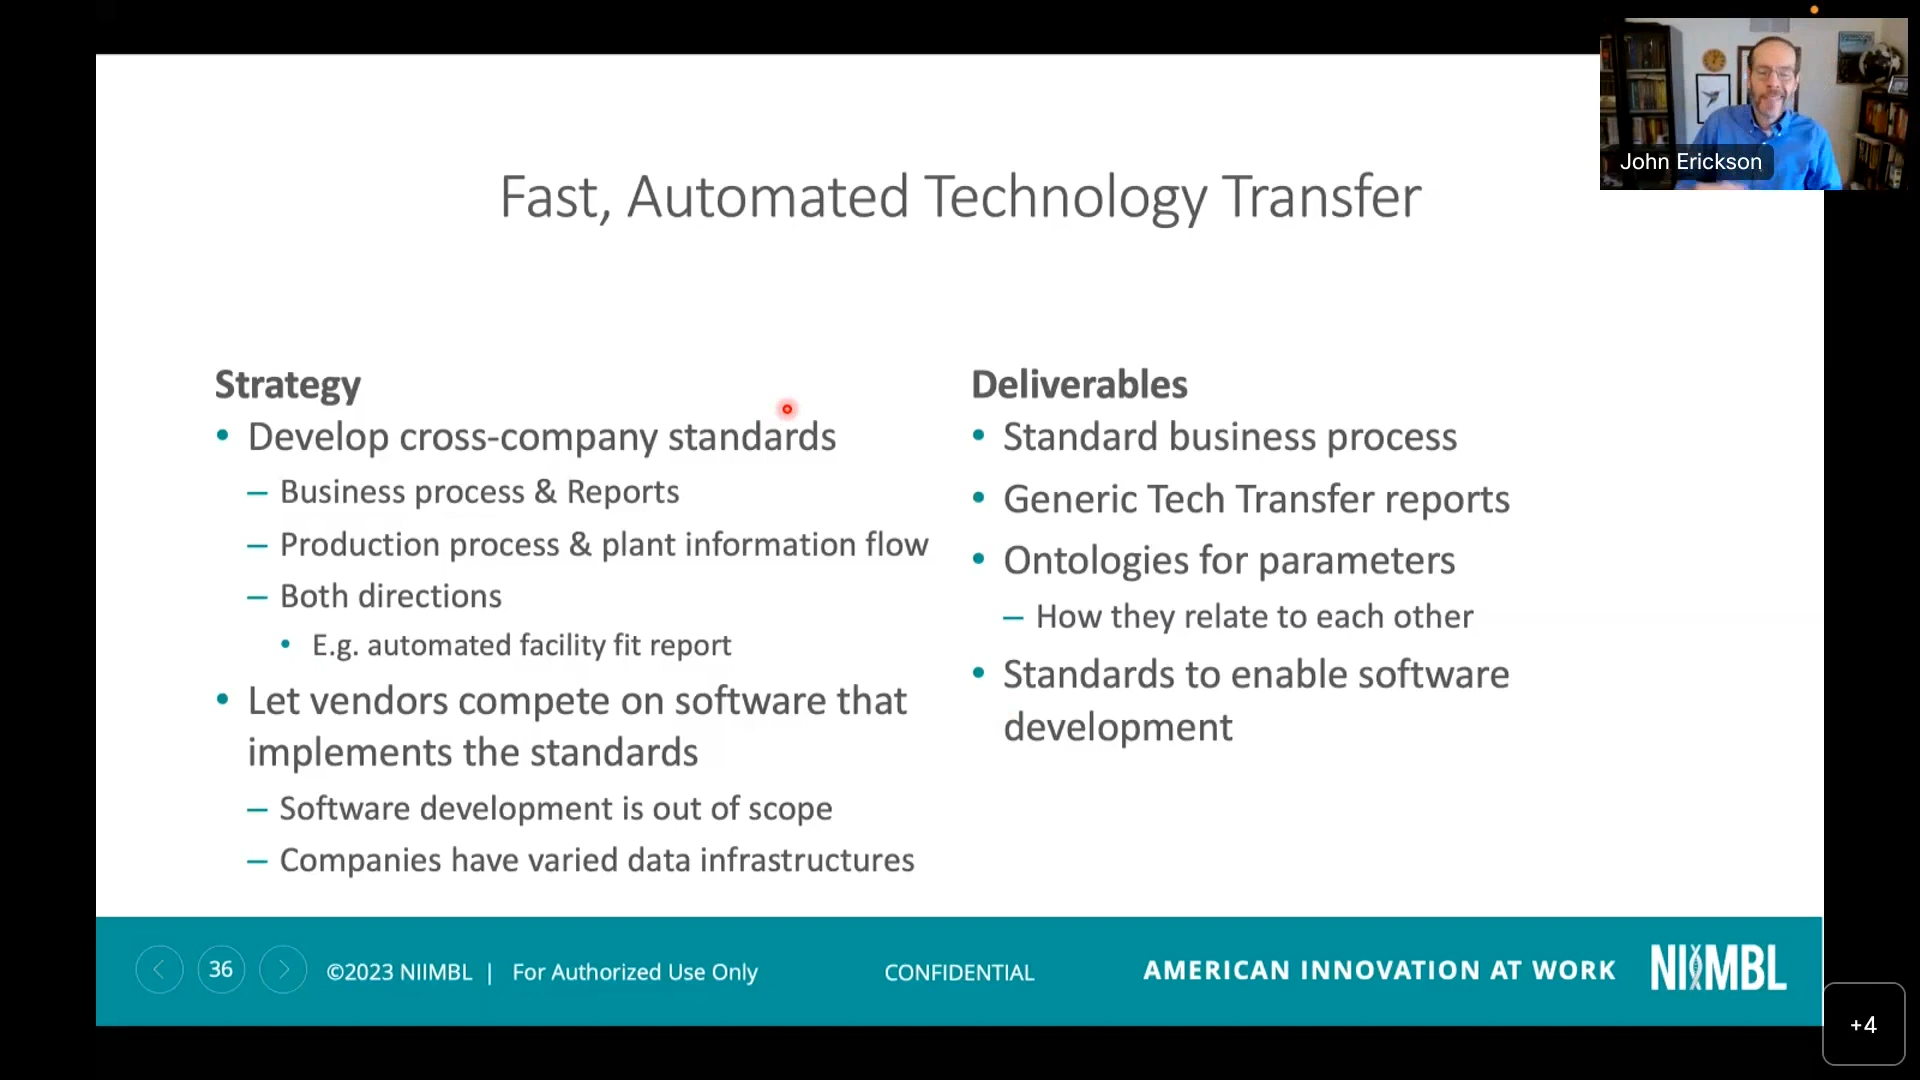 John Erickson
Fast, Automated Technology Transfer
Strategy
• Develop cross-company standards
– Business process & Reports
– Production process & plant information flow
– Both directions
• E.g. automated facility fit report
• Let vendors compete on software that
implements the standards
– Software development is out of scope
– Companies have varied data infrastructures
Deliverables
• Standard business process
• Generic Tech Transfer reports
• Ontologies for parameters
– How they relate to each other
• Standards to enable software
development
36 ©2023 NIIMBL | For Authorized Use Only CONFIDENTIAL AMERICAN INNOVATION AT WORK NIIMBL
+4